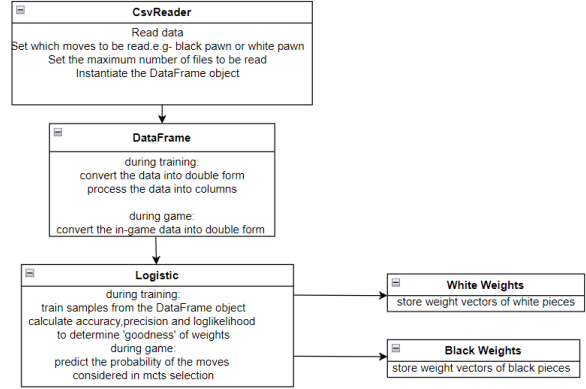 CsvReader
Read data
Set which moves to be read.e.g- black pawn or white pawn
Set the maximum number of files to be read
Instantiate the DataFrame object
DataFrame
during training:
convert the data into double form
process the data into columns
during game:
convert the in-game data into double form
Logistic
during training:
train samples from the DataFrame object
calculate accuracy,precision and loglikelihood
to determine 'goodness' of weights
during game:
predict the probability of the moves
considered in mcts selection
White Weights
store weight vectors of white pieces
Black Weights
store weight vectors of black pieces